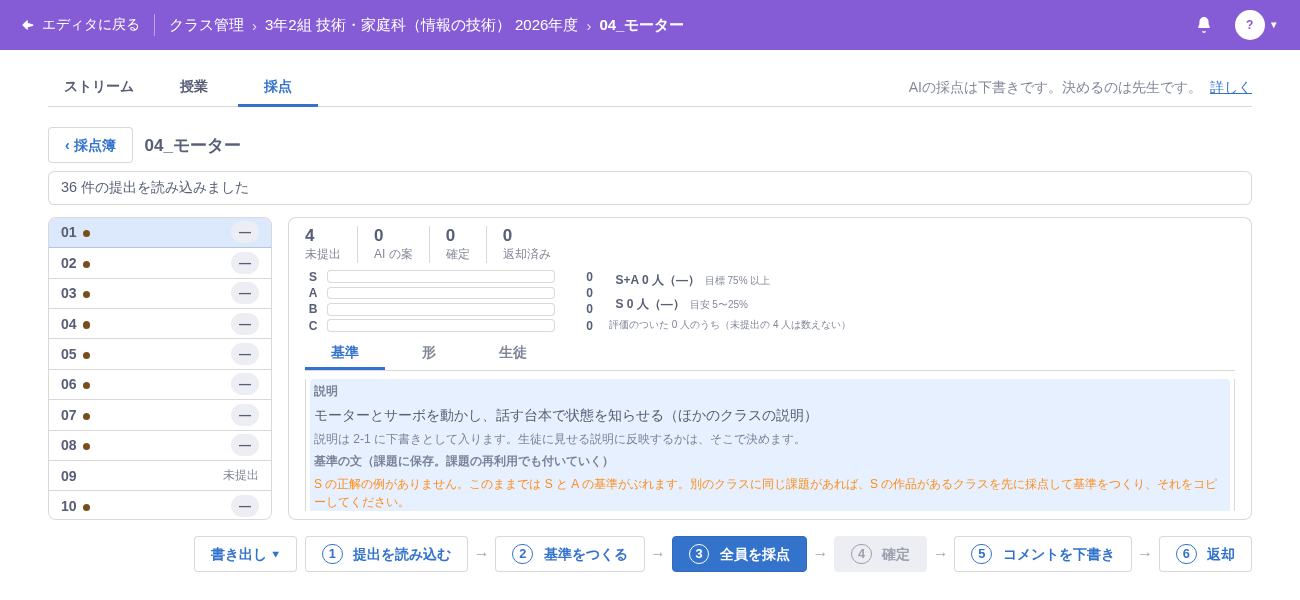 エディタに戻る クラス管理 › 3年2組 技術・家庭科（情報の技術） 2026年度 › 04_モーター ? ▾
ストリーム 授業 採点 AIの採点は下書きです。決めるのは先生です。 詳しく
‹ 採点簿 04_モーター
36 件の提出を読み込みました
01 —
02 —
03 —
04 —
05 —
06 —
07 —
08 —
09 未提出
10 —
4 0 0 0
未提出 AI の案 確定 返却済み
S 0
A 0
B 0
C 0
S+A 0 人（—） 目標 75% 以上
S 0 人（—） 目安 5〜25%
評価のついた 0 人のうち（未提出の 4 人は数えない）
基準 形 生徒
説明
モーターとサーボを動かし、話す台本で状態を知らせる（ほかのクラスの説明）
説明は 2-1 に下書きとして入ります。生徒に見せる説明に反映するかは、そこで決めます。
基準の文（課題に保存。課題の再利用でも付いていく）
S の正解の例がありません。このままでは S と A の基準がぶれます。別のクラスに同じ課題があれば、S の作品があるクラスを先に採点して基準をつくり、それをコピ
ーしてください。
書き出し ▾ 1 提出を読み込む → 2 基準をつくる → 3 全員を採点 → 4 確定 → 5 コメントを下書き → 6 返却